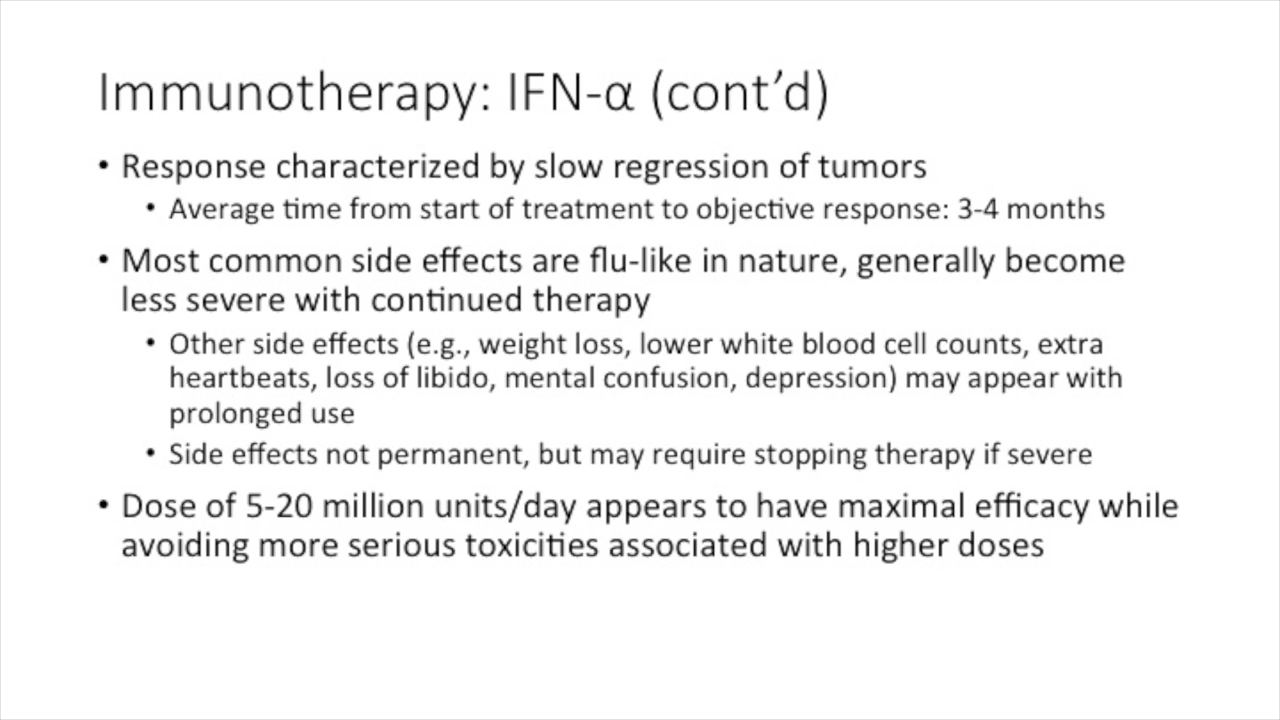 Immunotherapy: IFN-α (cont’d)
• Response characterized by slow regression of tumors
• Average time from start of treatment to objective response: 3-4 months
• Most common side effects are flu-like in nature, generally become
less severe with continued therapy
• Other side effects (e.g., weight loss, lower white blood cell counts, extra
heartbeats, loss of libido, mental confusion, depression) may appear with
prolonged use
• Side effects not permanent, but may require stopping therapy if severe
• Dose of 5-20 million units/day appears to have maximal efficacy while
avoiding more serious toxicities associated with higher doses